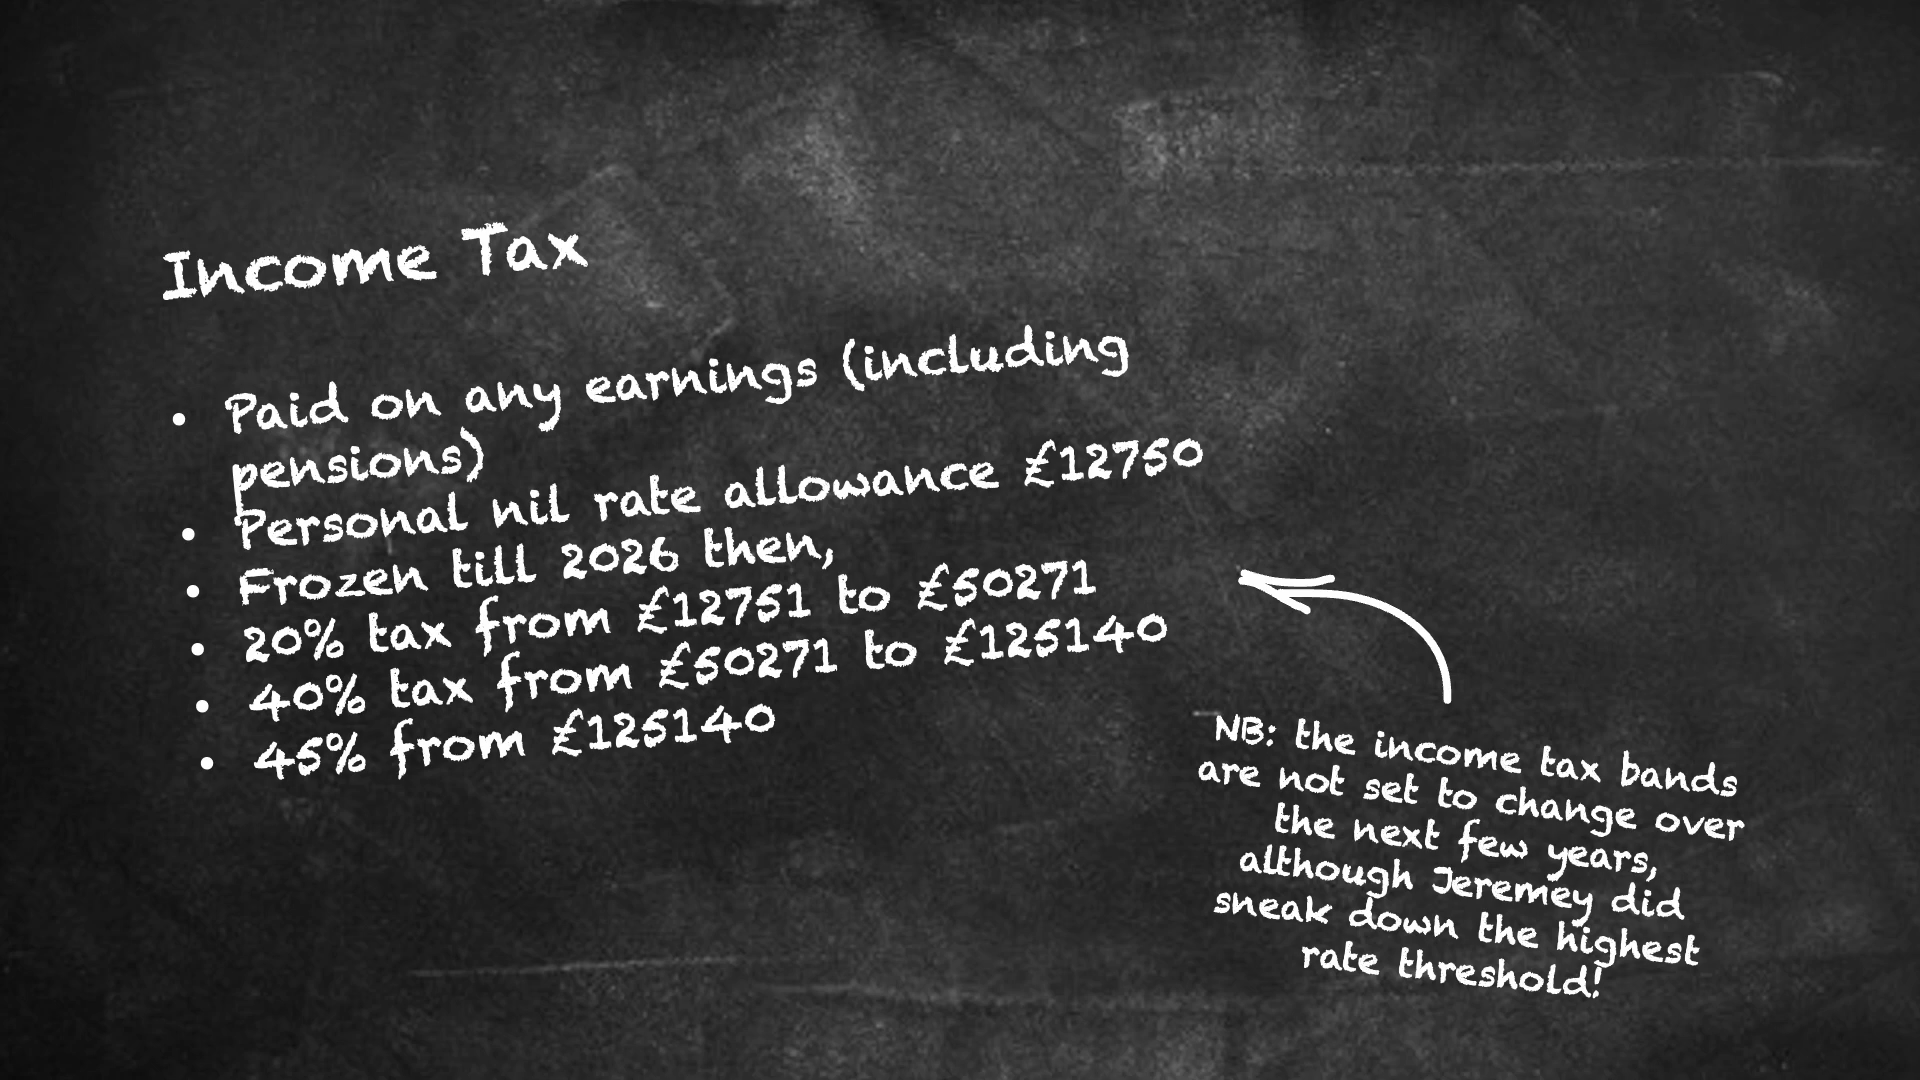 Income Tax
• Paid on any earnings (including
pensions)
• Personal nil rate allowance £12750
• Frozen till 2026 then,
• 20% tax from £12751 to £50271
• 40% tax from £50271 to £125140
• 45% from £125140
NB: the income tax bands
are not set to change over
the next few years,
although Jeremey did
sneak down the highest
rate threshold!